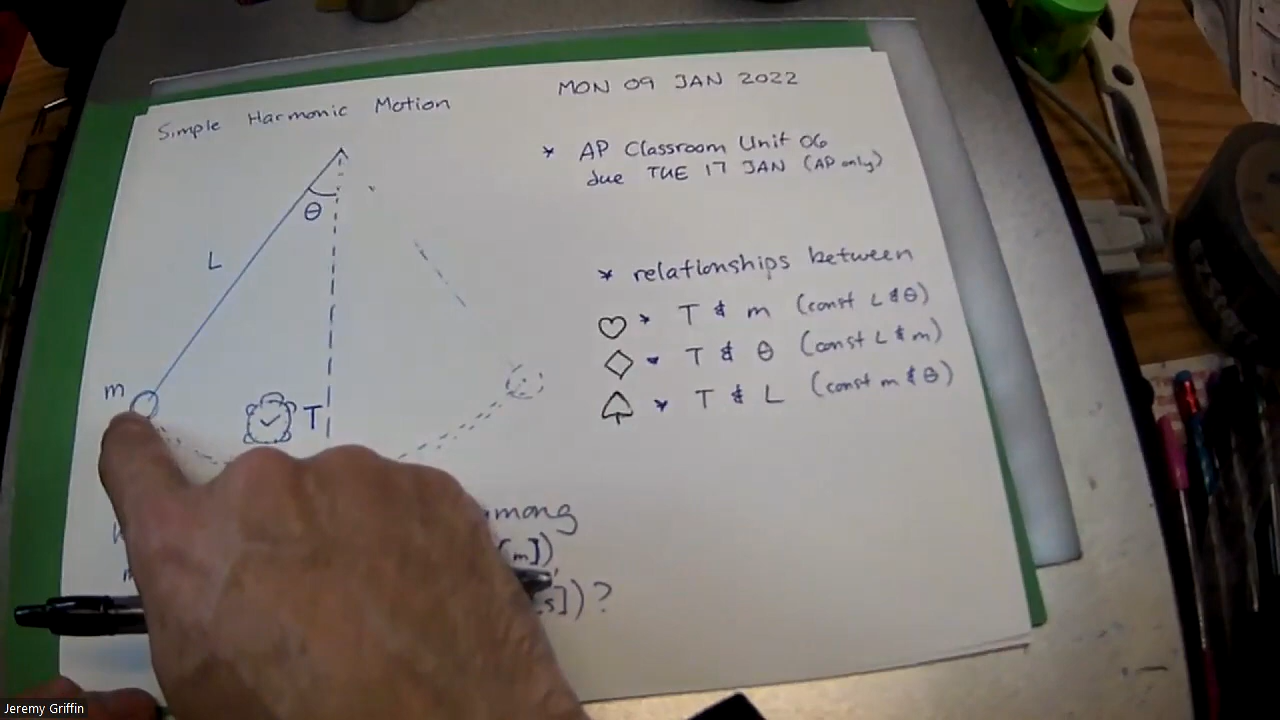 Simple Harmonic Motion
MON 09 JAN 2022
* AP Classroom Unit 06
due TUE 17 JAN (AP only)
θ
L
m
T
* relationships between
♡ * T & m (const L & θ)
◇ * T & θ (const L & m)
♤ * T & L (const m & θ)
among
[m])
s])?
Jeremy Griffin